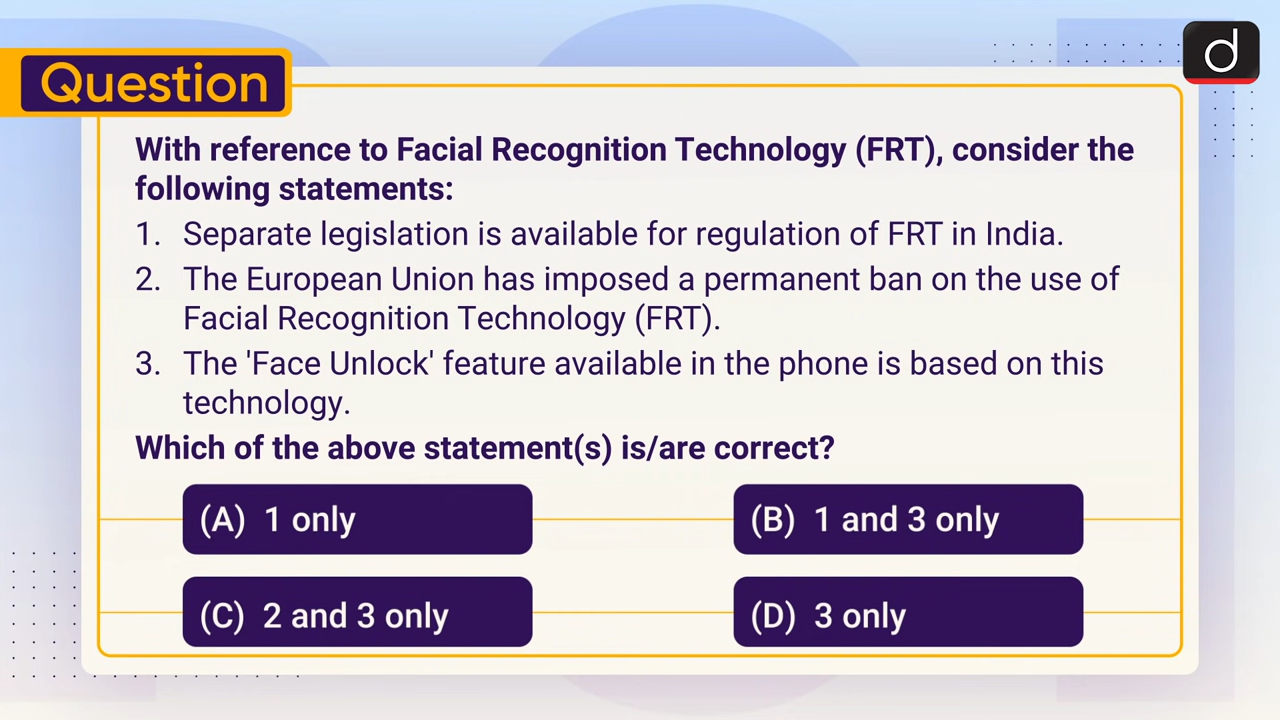 d
Question
With reference to Facial Recognition Technology (FRT), consider the
following statements:
1. Separate legislation is available for regulation of FRT in India.
2. The European Union has imposed a permanent ban on the use of
Facial Recognition Technology (FRT).
3. The 'Face Unlock' feature available in the phone is based on this
technology.
Which of the above statement(s) is/are correct?
(A) 1 only
(B) 1 and 3 only
(C) 2 and 3 only
(D) 3 only